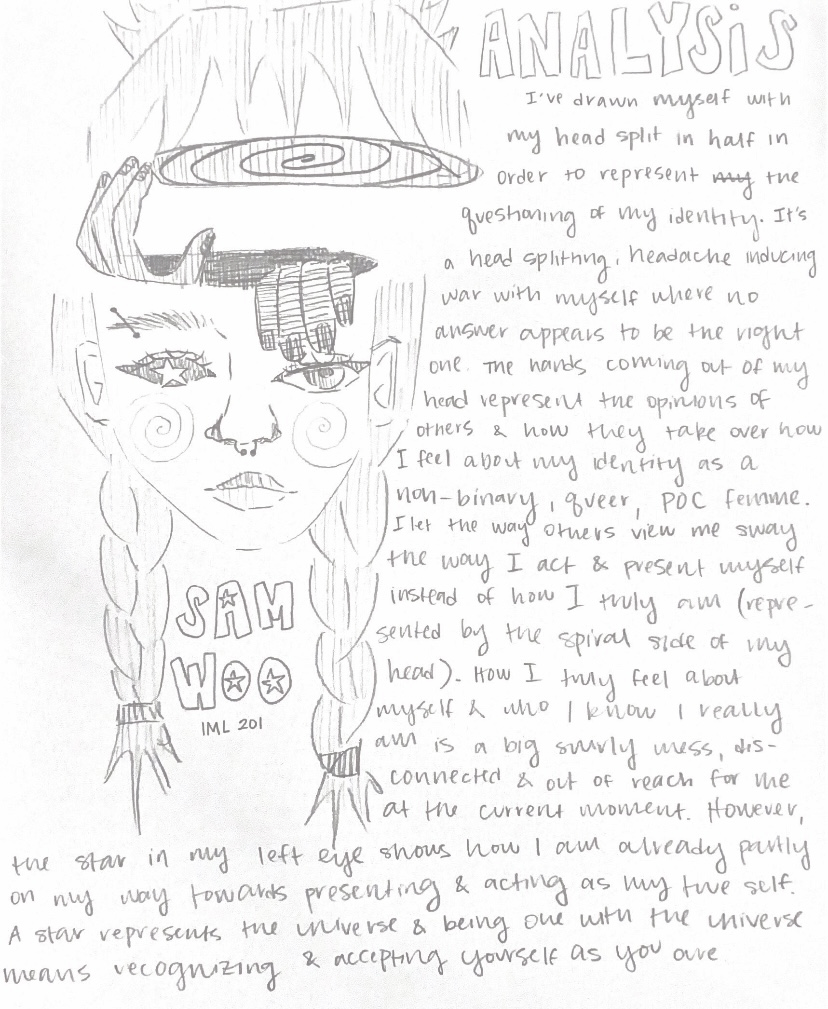 ANALYSIS
I've drawn myself with
my head split in half in
order to represent my the
questioning of my identity. It's
a head splitting, headache inducing
war with myself where no
answer appears to be the right
one. The hands coming out of my
head represent the opinions of
others & how they take over how
I feel about my identity as a
non-binary, queer, POC femme.
I let the way others view me sway
the way I act & present myself
instead of how I truly am (repre-
sented by the spiral side of my
head). How I truly feel about
myself & who I know I really
am is a big swirly mess, dis-
connected & out of reach for me
at the current moment. However,
the star in my left eye shows how I am already partly
on my way towards presenting & acting as my true self.
A star represents the universe & being one with the universe
means recognizing & accepting yourself as you are
SAM
WOO
IML 201